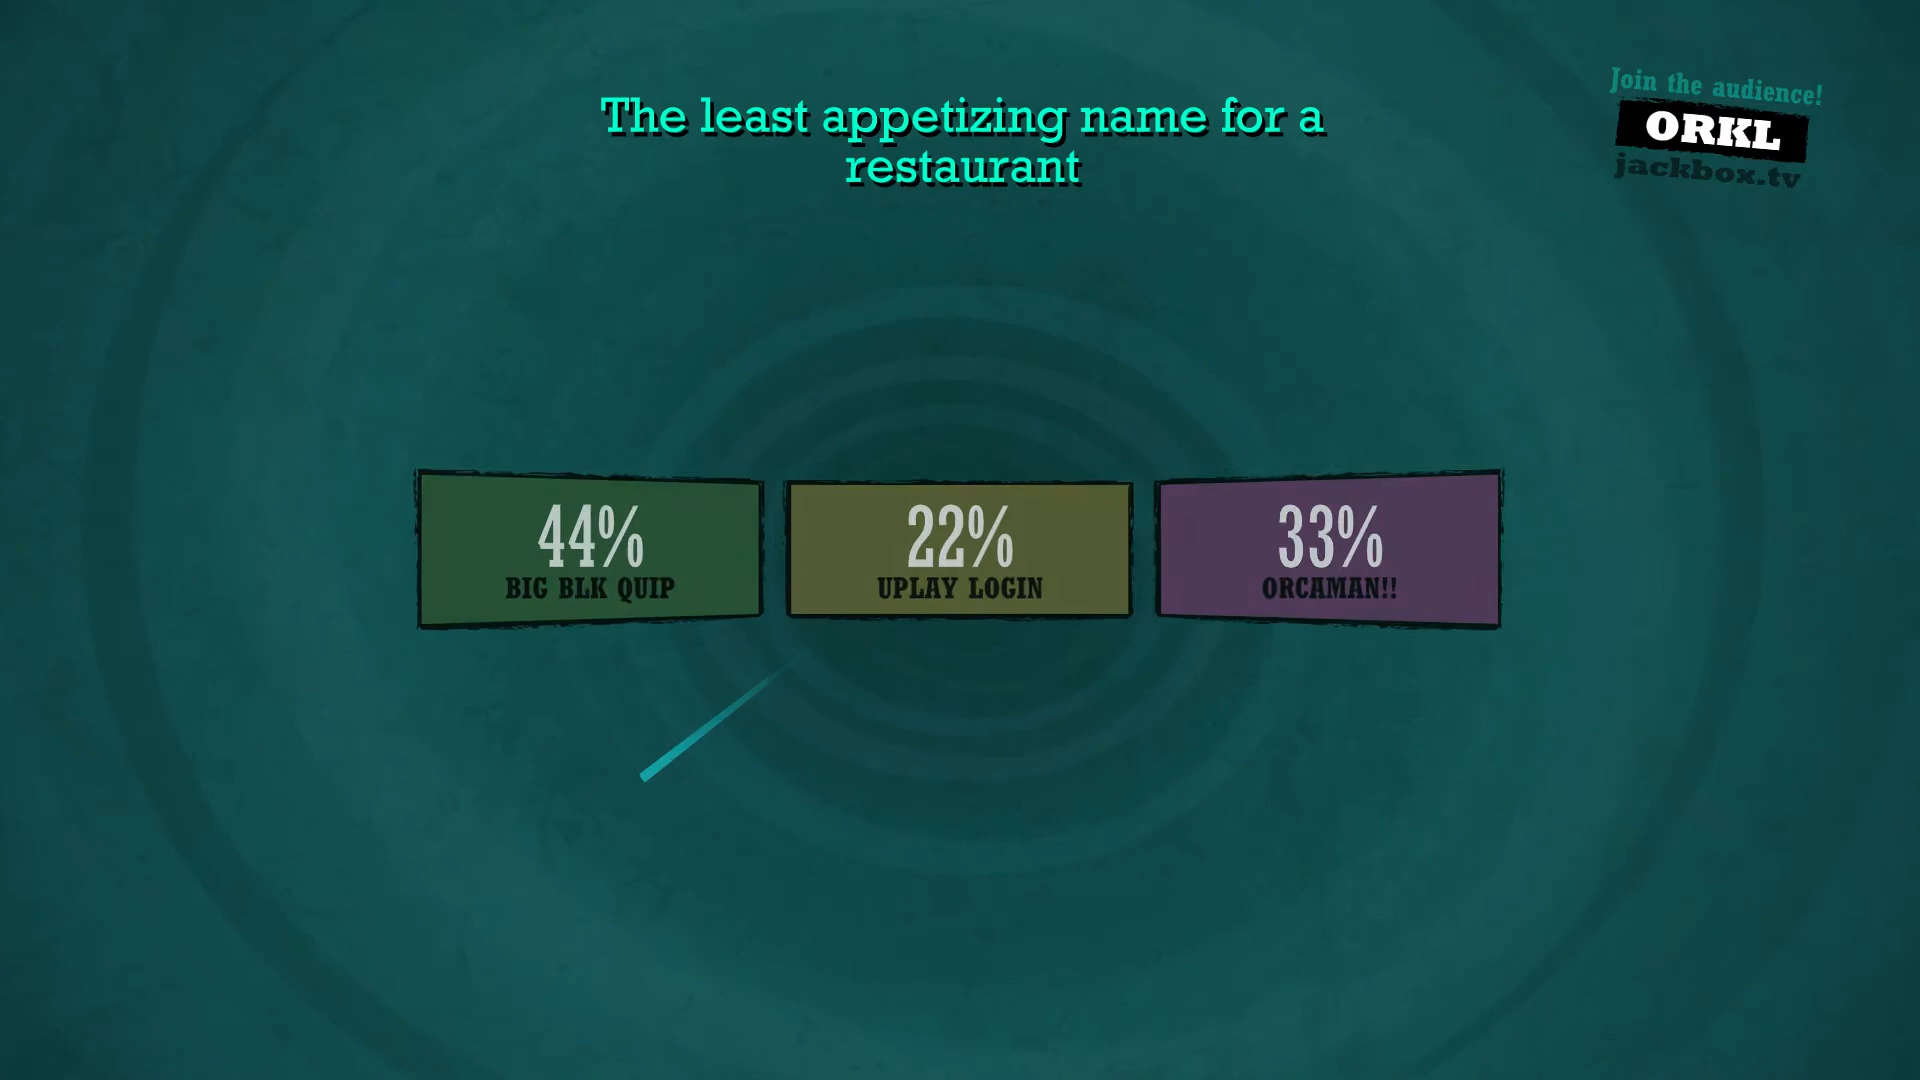 The least appetizing name for a
restaurant
Join the audience!
ORKL
jackbox.tv
44%
BIG BLK QUIP
22%
UPLAY LOGIN
33%
ORCAMAN!!